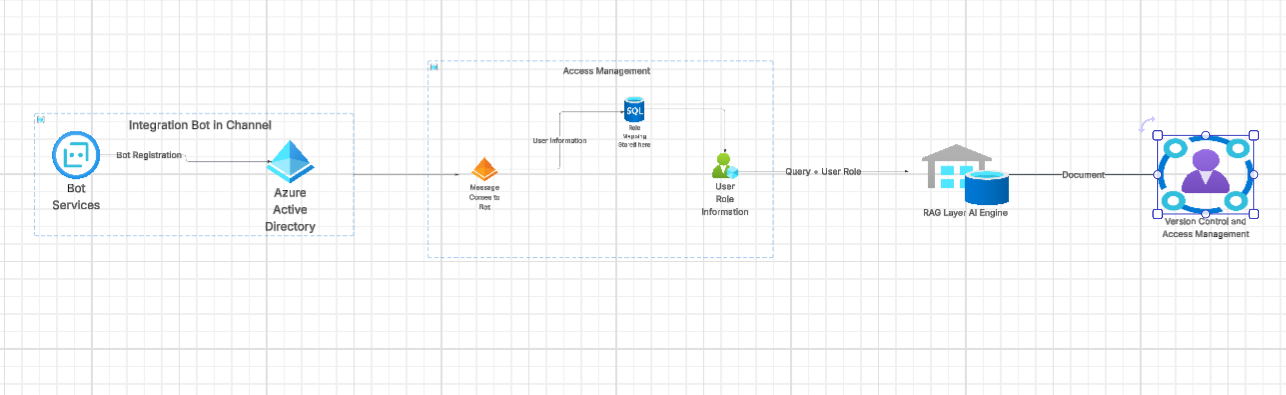 Access Management
SQL
Integration Bot in Channel
Role
Mapping
Stored here
User Information
Bot Registration
Bot
Services
Azure
Active
Directory
Message
Comes to
Bot
User
Role
Information
Query + User Role
RAG Layer AI Engine
Document
Version Control and
Access Management